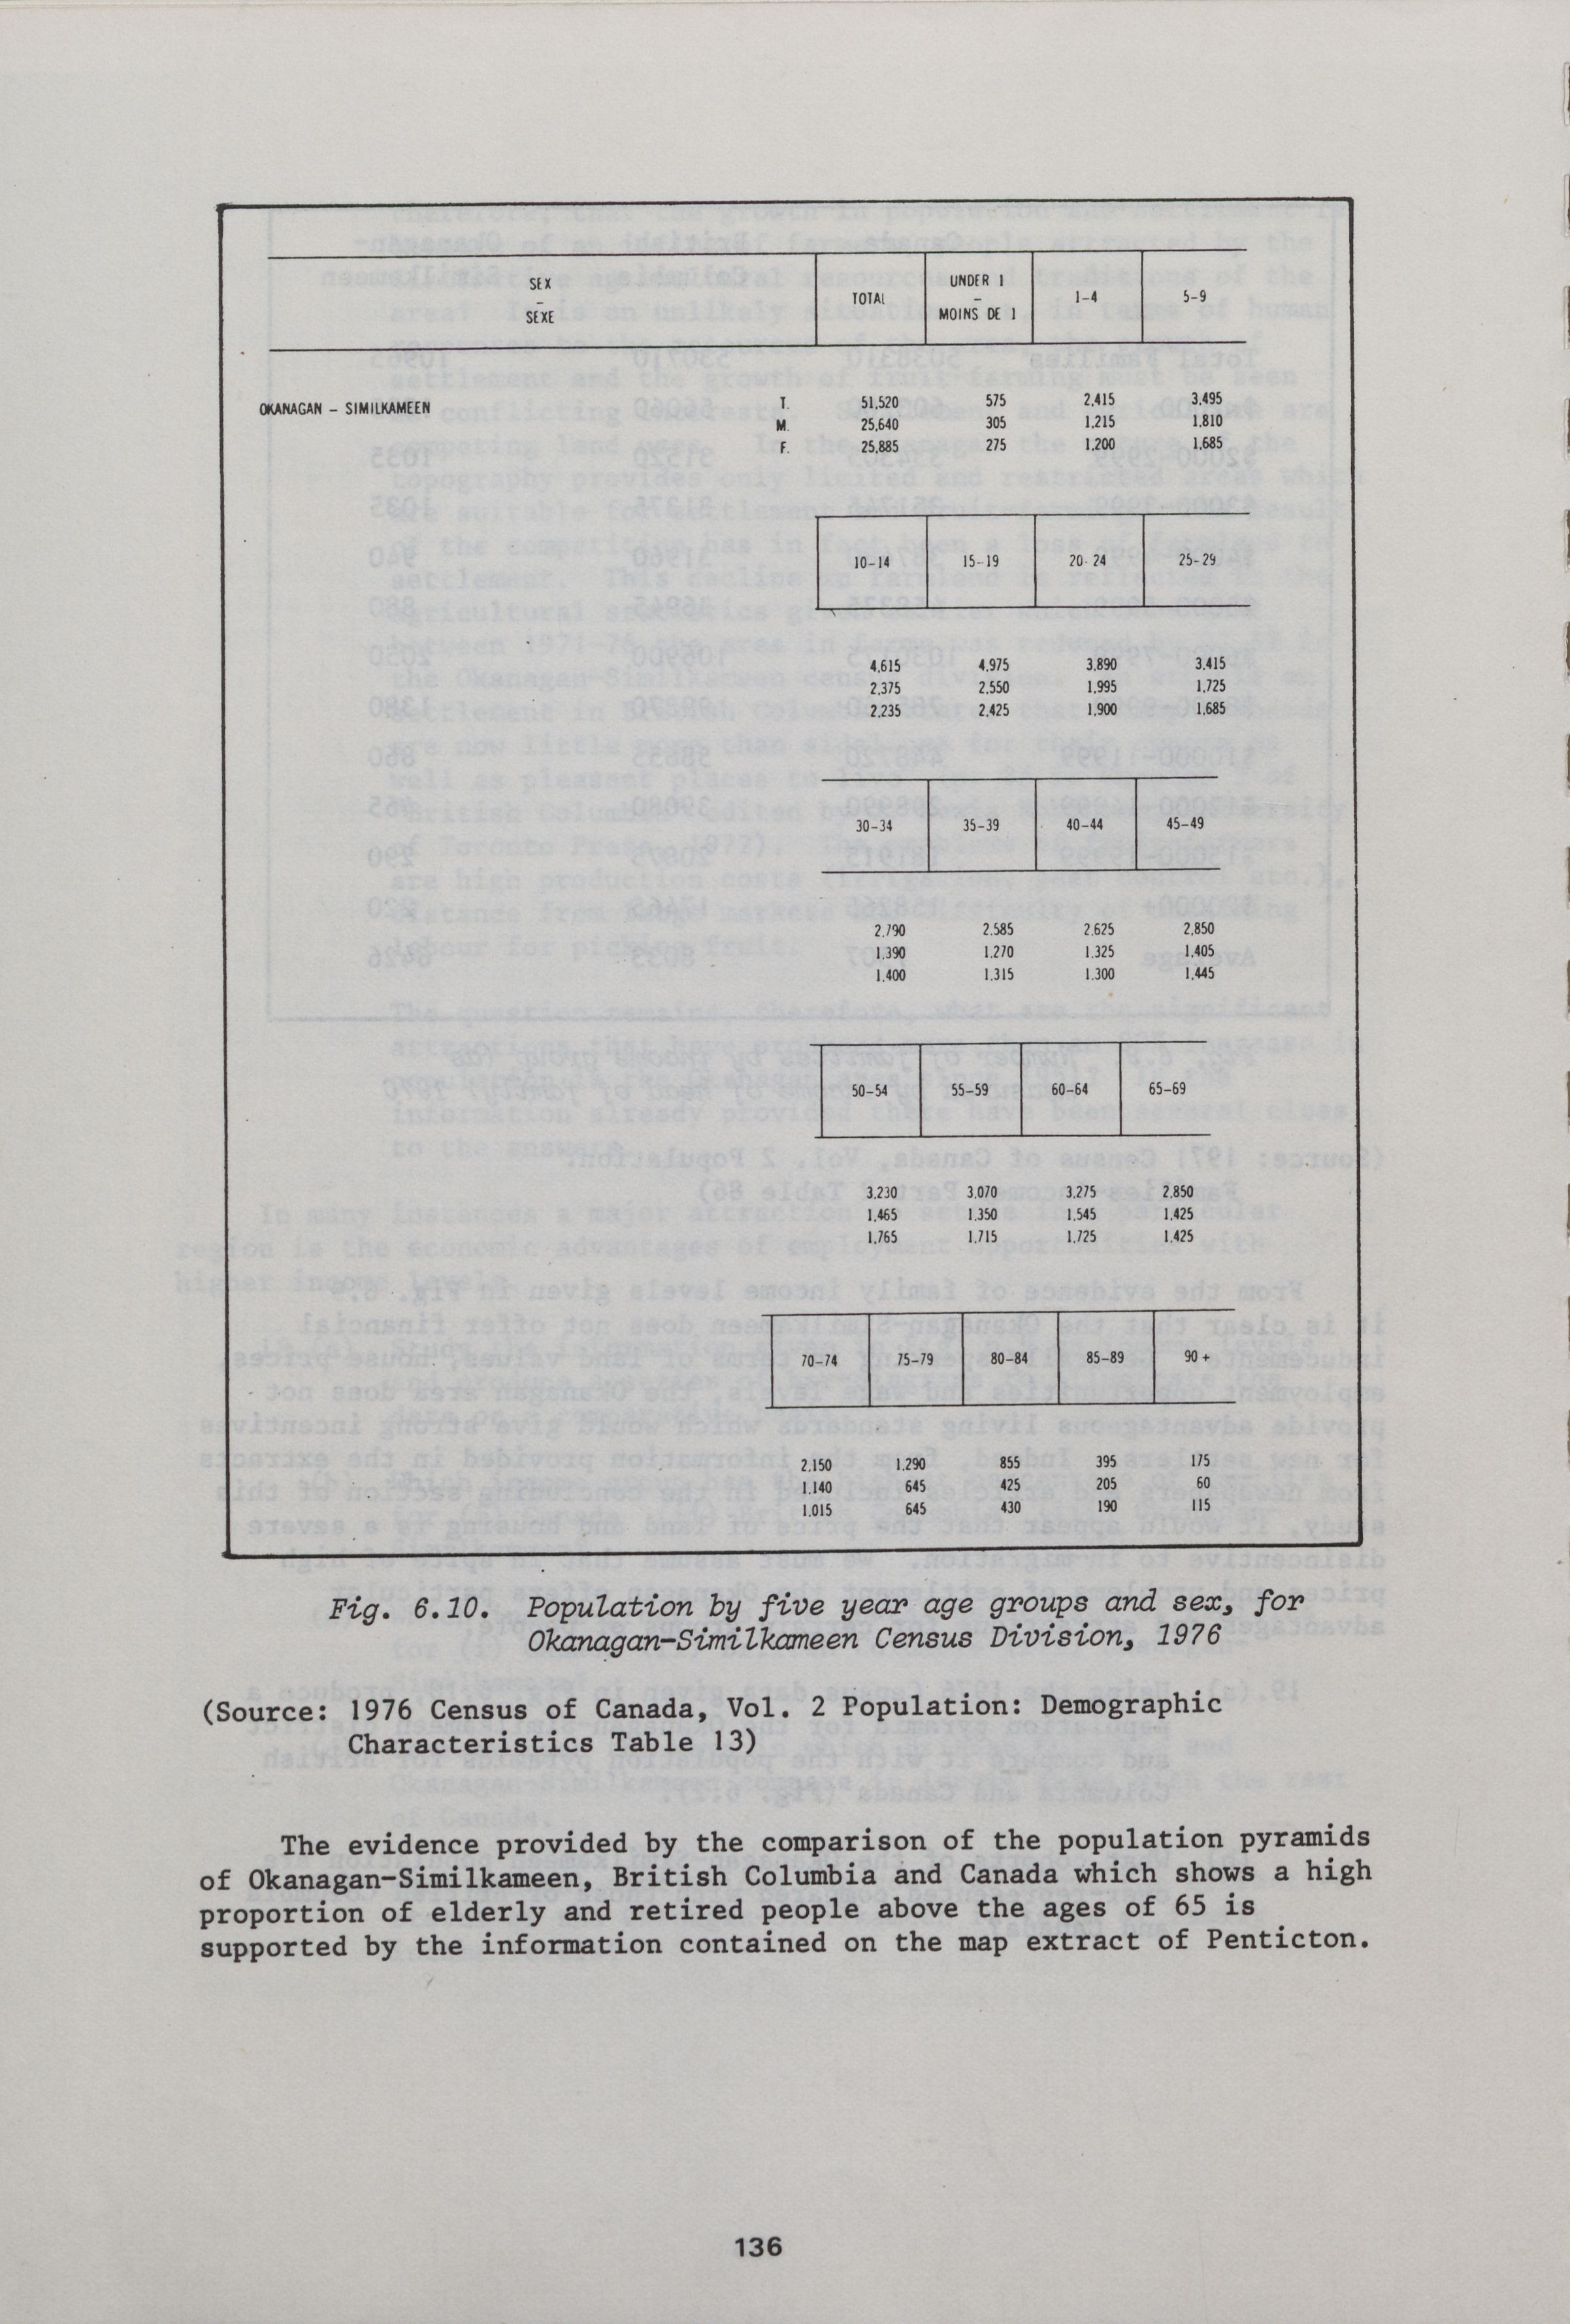 SEX
–
SEXE
TOTAL
UNDER 1
–
MOINS DE 1
1-4
5-9
OKANAGAN – SIMILKAMEEN T. 51,520 575 2,415 3,495
M. 25,640 305 1,215 1,810
F. 25,885 275 1,200 1,685
10-14 15-19 20-24 25-29
4,615 4,975 3,890 3,415
2,375 2,550 1,995 1,725
2,235 2,425 1,900 1,685
30-34 35-39 40-44 45-49
2,790 2,585 2,625 2,850
1,390 1,270 1,325 1,405
1,400 1,315 1,300 1,445
50-54 55-59 60-64 65-69
3,230 3,070 3,275 2,850
1,465 1,350 1,545 1,425
1,765 1,715 1,725 1,425
70-74 75-79 80-84 85-89 90 +
2,150 1,290 855 395 175
1,140 645 425 205 60
1,015 645 430 190 115
Fig. 6.10. Population by five year age groups and sex, for
Okanagan-Similkameen Census Division, 1976
(Source: 1976 Census of Canada, Vol. 2 Population: Demographic
Characteristics Table 13)
The evidence provided by the comparison of the population pyramids
of Okanagan-Similkameen, British Columbia and Canada which shows a high
proportion of elderly and retired people above the ages of 65 is
supported by the information contained on the map extract of Penticton.
136